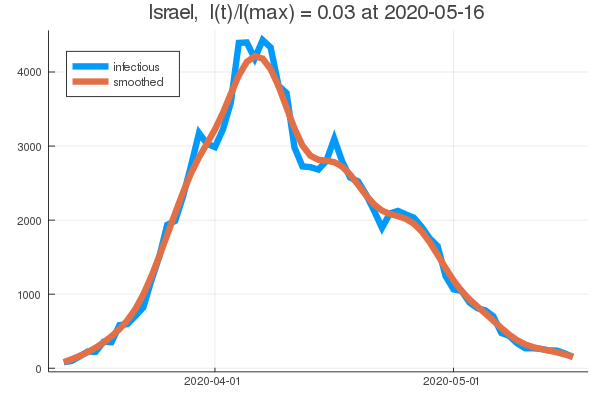 Israel, I(t)/I(max) = 0.03 at 2020-05-16
infectious
smoothed
4000
3000
2000
1000
0
2020-04-01 2020-05-01